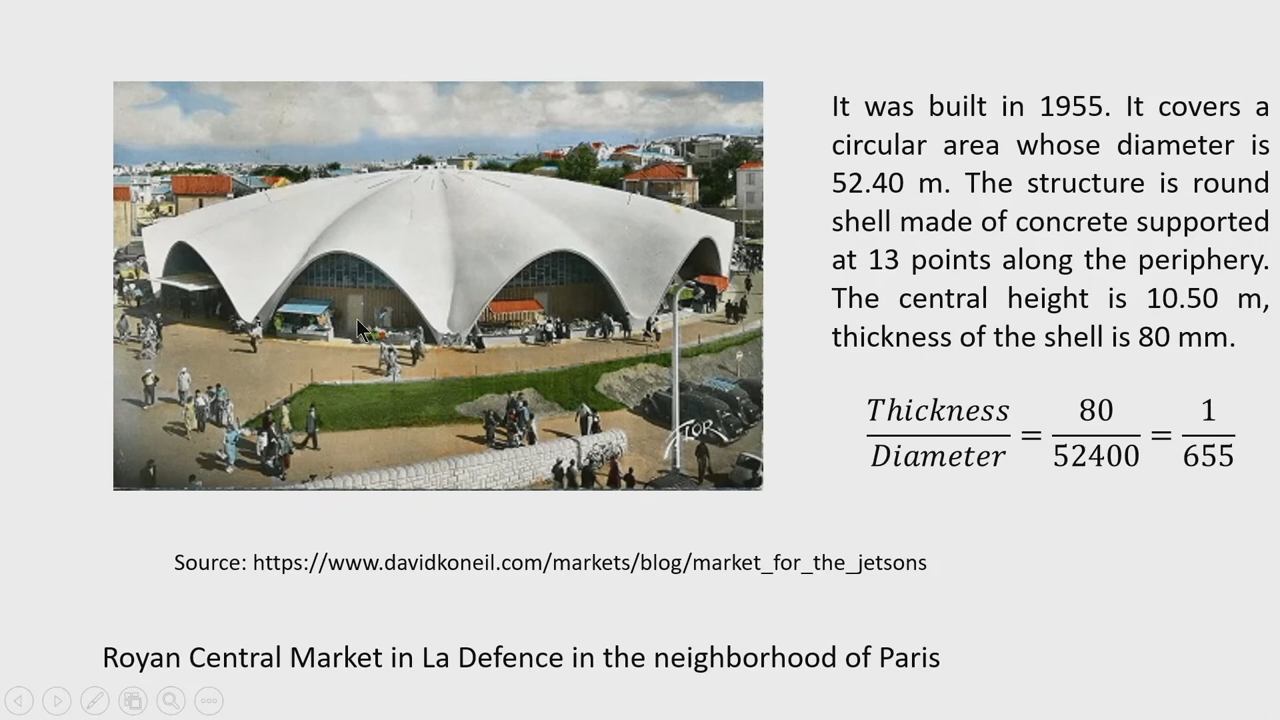 It was built in 1955. It covers a
circular area whose diameter is
52.40 m. The structure is round
shell made of concrete supported
at 13 points along the periphery.
The central height is 10.50 m,
thickness of the shell is 80 mm.
Thickness/Diameter = 80/52400 = 1/655
TOP
Source: https://www.davidkoneil.com/markets/blog/market_for_the_jetsons
Royan Central Market in La Defence in the neighborhood of Paris